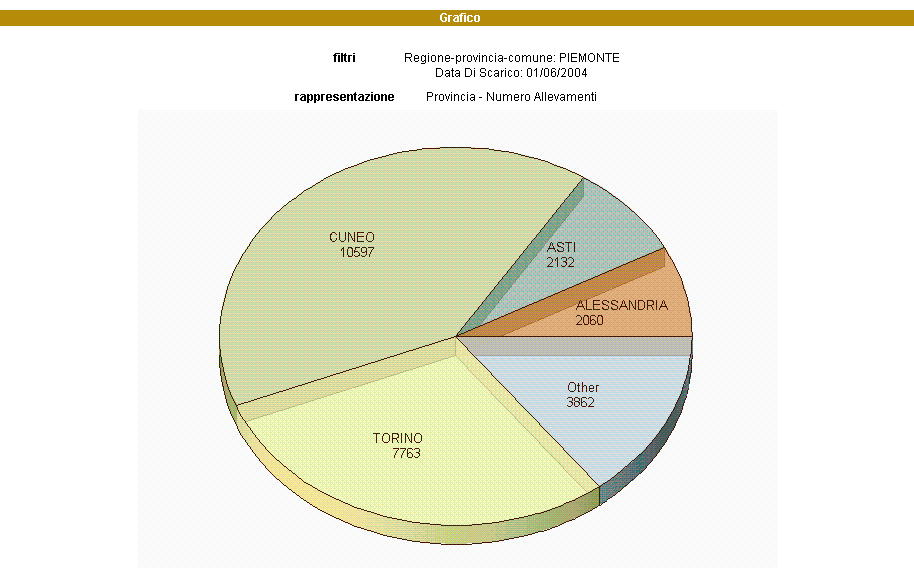 Grafico
filtri Regione-provincia-comune: PIEMONTE
Data Di Scarico: 01/06/2004
rappresentazione Provincia - Numero Allevamenti
CUNEO
10597
ASTI
2132
ALESSANDRIA
2060
Other
3862
TORINO
7763